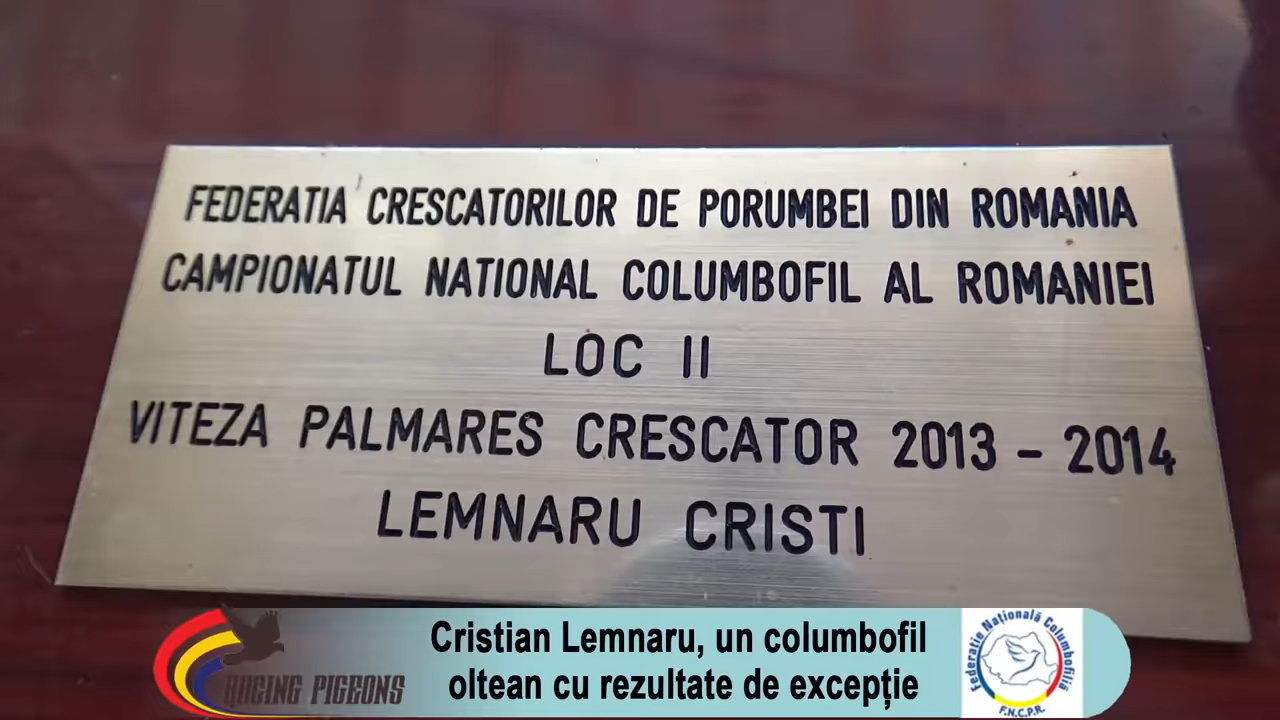 FEDERATIA CRESCATORILOR DE PORUMBEI DIN ROMANIA
CAMPIONATUL NATIONAL COLUMBOFIL AL ROMANIEI
LOC II
VITEZA PALMARES CRESCATOR 2013 - 2014
LEMNARU CRISTI
Cristian Lemnaru, un columbofil
oltean cu rezultate de excepție
RACING PIGEONS
Federație Națională Columbofilă
F.N.C.P.R.